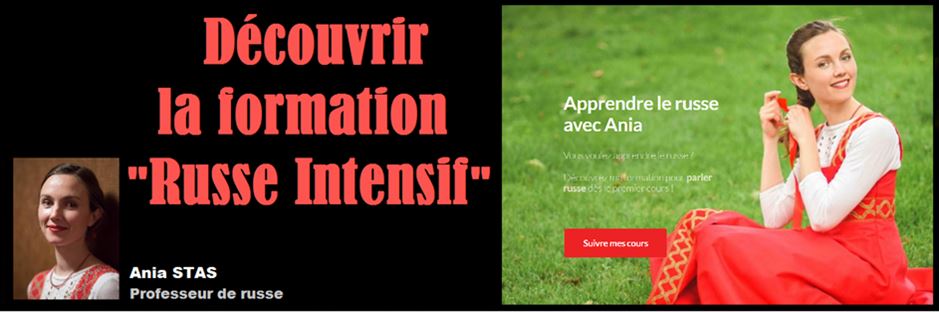 Découvrir
la formation
"Russe Intensif"
Ania STAS
Professeur de russe
Apprendre le russe
avec Ania
Vous voulez apprendre le russe ?
Découvrez ma formation pour parler
russe dès le premier cours !
Suivre mes cours